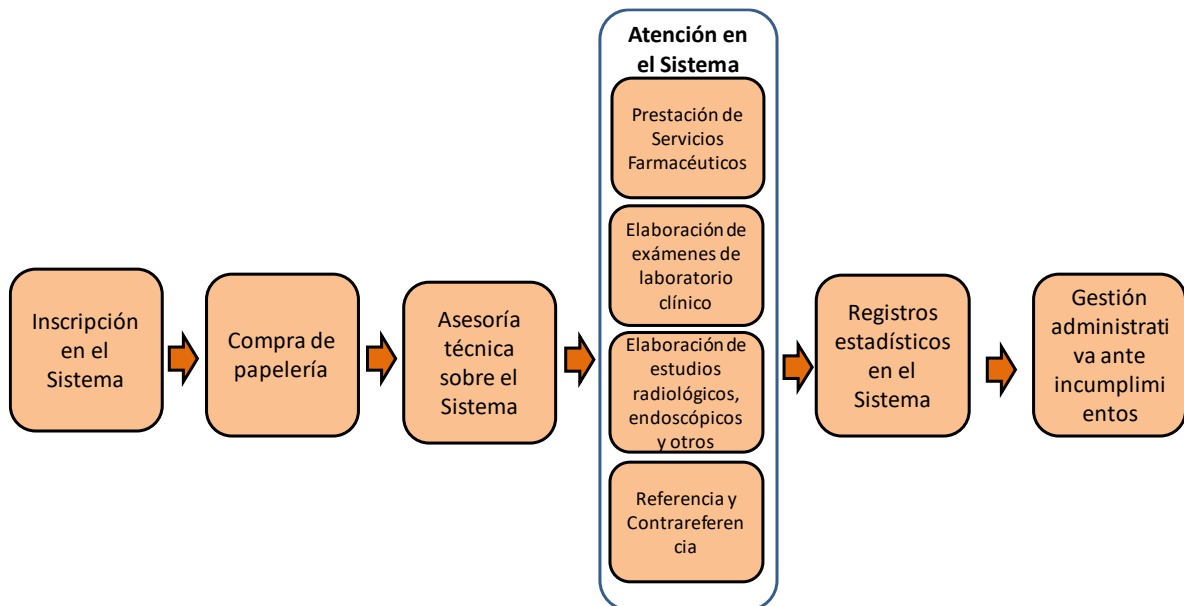 Inscripción
en el
Sistema
Compra de
papelería
Asesoría
técnica
sobre el
Sistema
Atención en
el Sistema
Prestación de
Servicios
Farmacéuticos
Elaboración de
exámenes de
laboratorio
clínico
Elaboración de
estudios
radiológicos,
endoscópicos
y otros
Referencia y
Contrareferen
cia
Registros
estadísticos
en el
Sistema
Gestión
administrati
va ante
incumplimi
entos